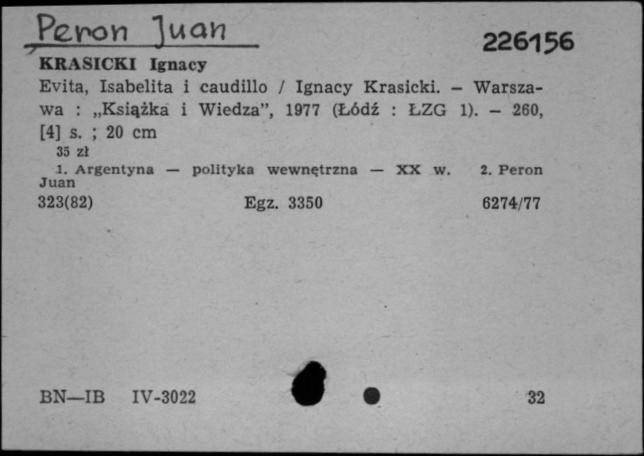 Peron Juan
226156
KRASICKI Ignacy
Evita, Isabelita i caudillo / Ignacy Krasicki. — Warsza-
wa : „Książka i Wiedza”, 1977 (Łódź : ŁZG 1). — 260,
[4] s. ; 20 cm
35 zł
1. Argentyna — polityka wewnętrzna — XX w. 2. Peron
Juan
323(82) Egz. 3350 6274/77
BN—IB IV-3022 32